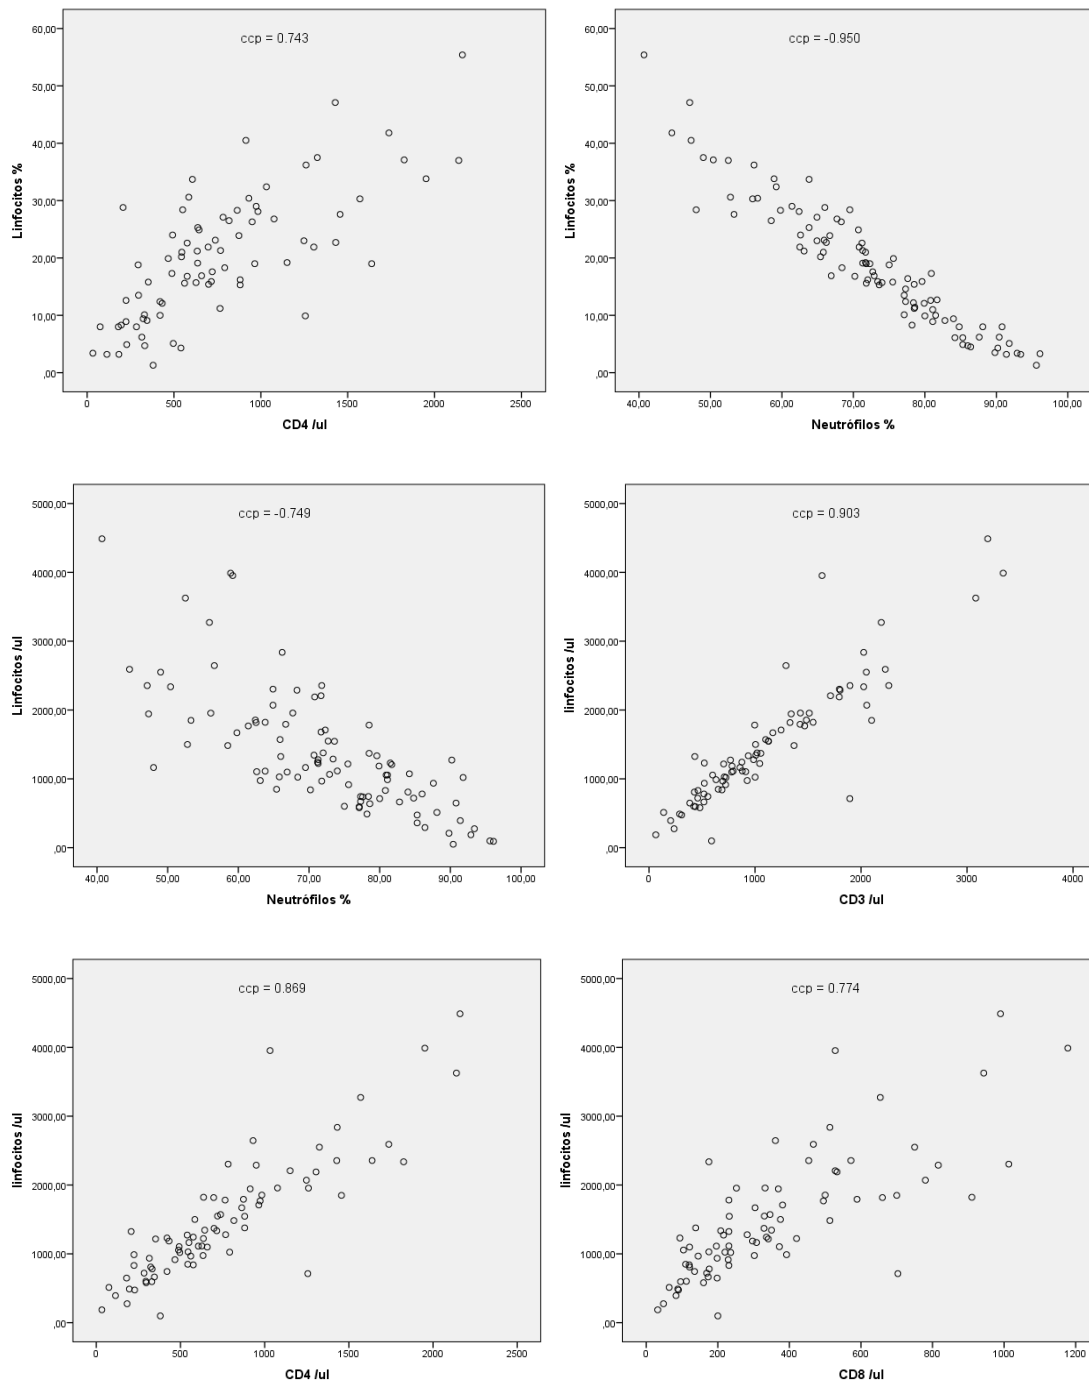 60,00
50,00
40,00
30,00
20,00
10,00
,00
Linfocitos %
ccp = 0.743
0 500 1000 1500 2000 2500
CD4 /ul
60,00
50,00
40,00
30,00
20,00
10,00
,00
Linfocitos %
ccp = -0.950
40,00 50,00 60,00 70,00 80,00 90,00 100,00
Neutrófilos %
5000,00
4000,00
3000,00
2000,00
1000,00
,00
Linfocitos /ul
ccp = -0.749
40,00 50,00 60,00 70,00 80,00 90,00 100,00
Neutrófilos %
5000,00
4000,00
3000,00
2000,00
1000,00
,00
linfocitos /ul
ccp = 0.903
0 1000 2000 3000 4000
CD3 /ul
5000,00
4000,00
3000,00
2000,00
1000,00
,00
linfocitos /ul
ccp = 0.869
0 500 1000 1500 2000 2500
CD4 /ul
5000,00
4000,00
3000,00
2000,00
1000,00
,00
linfocitos /ul
ccp = 0.774
0 200 400 600 800 1000 1200
CD8 /ul